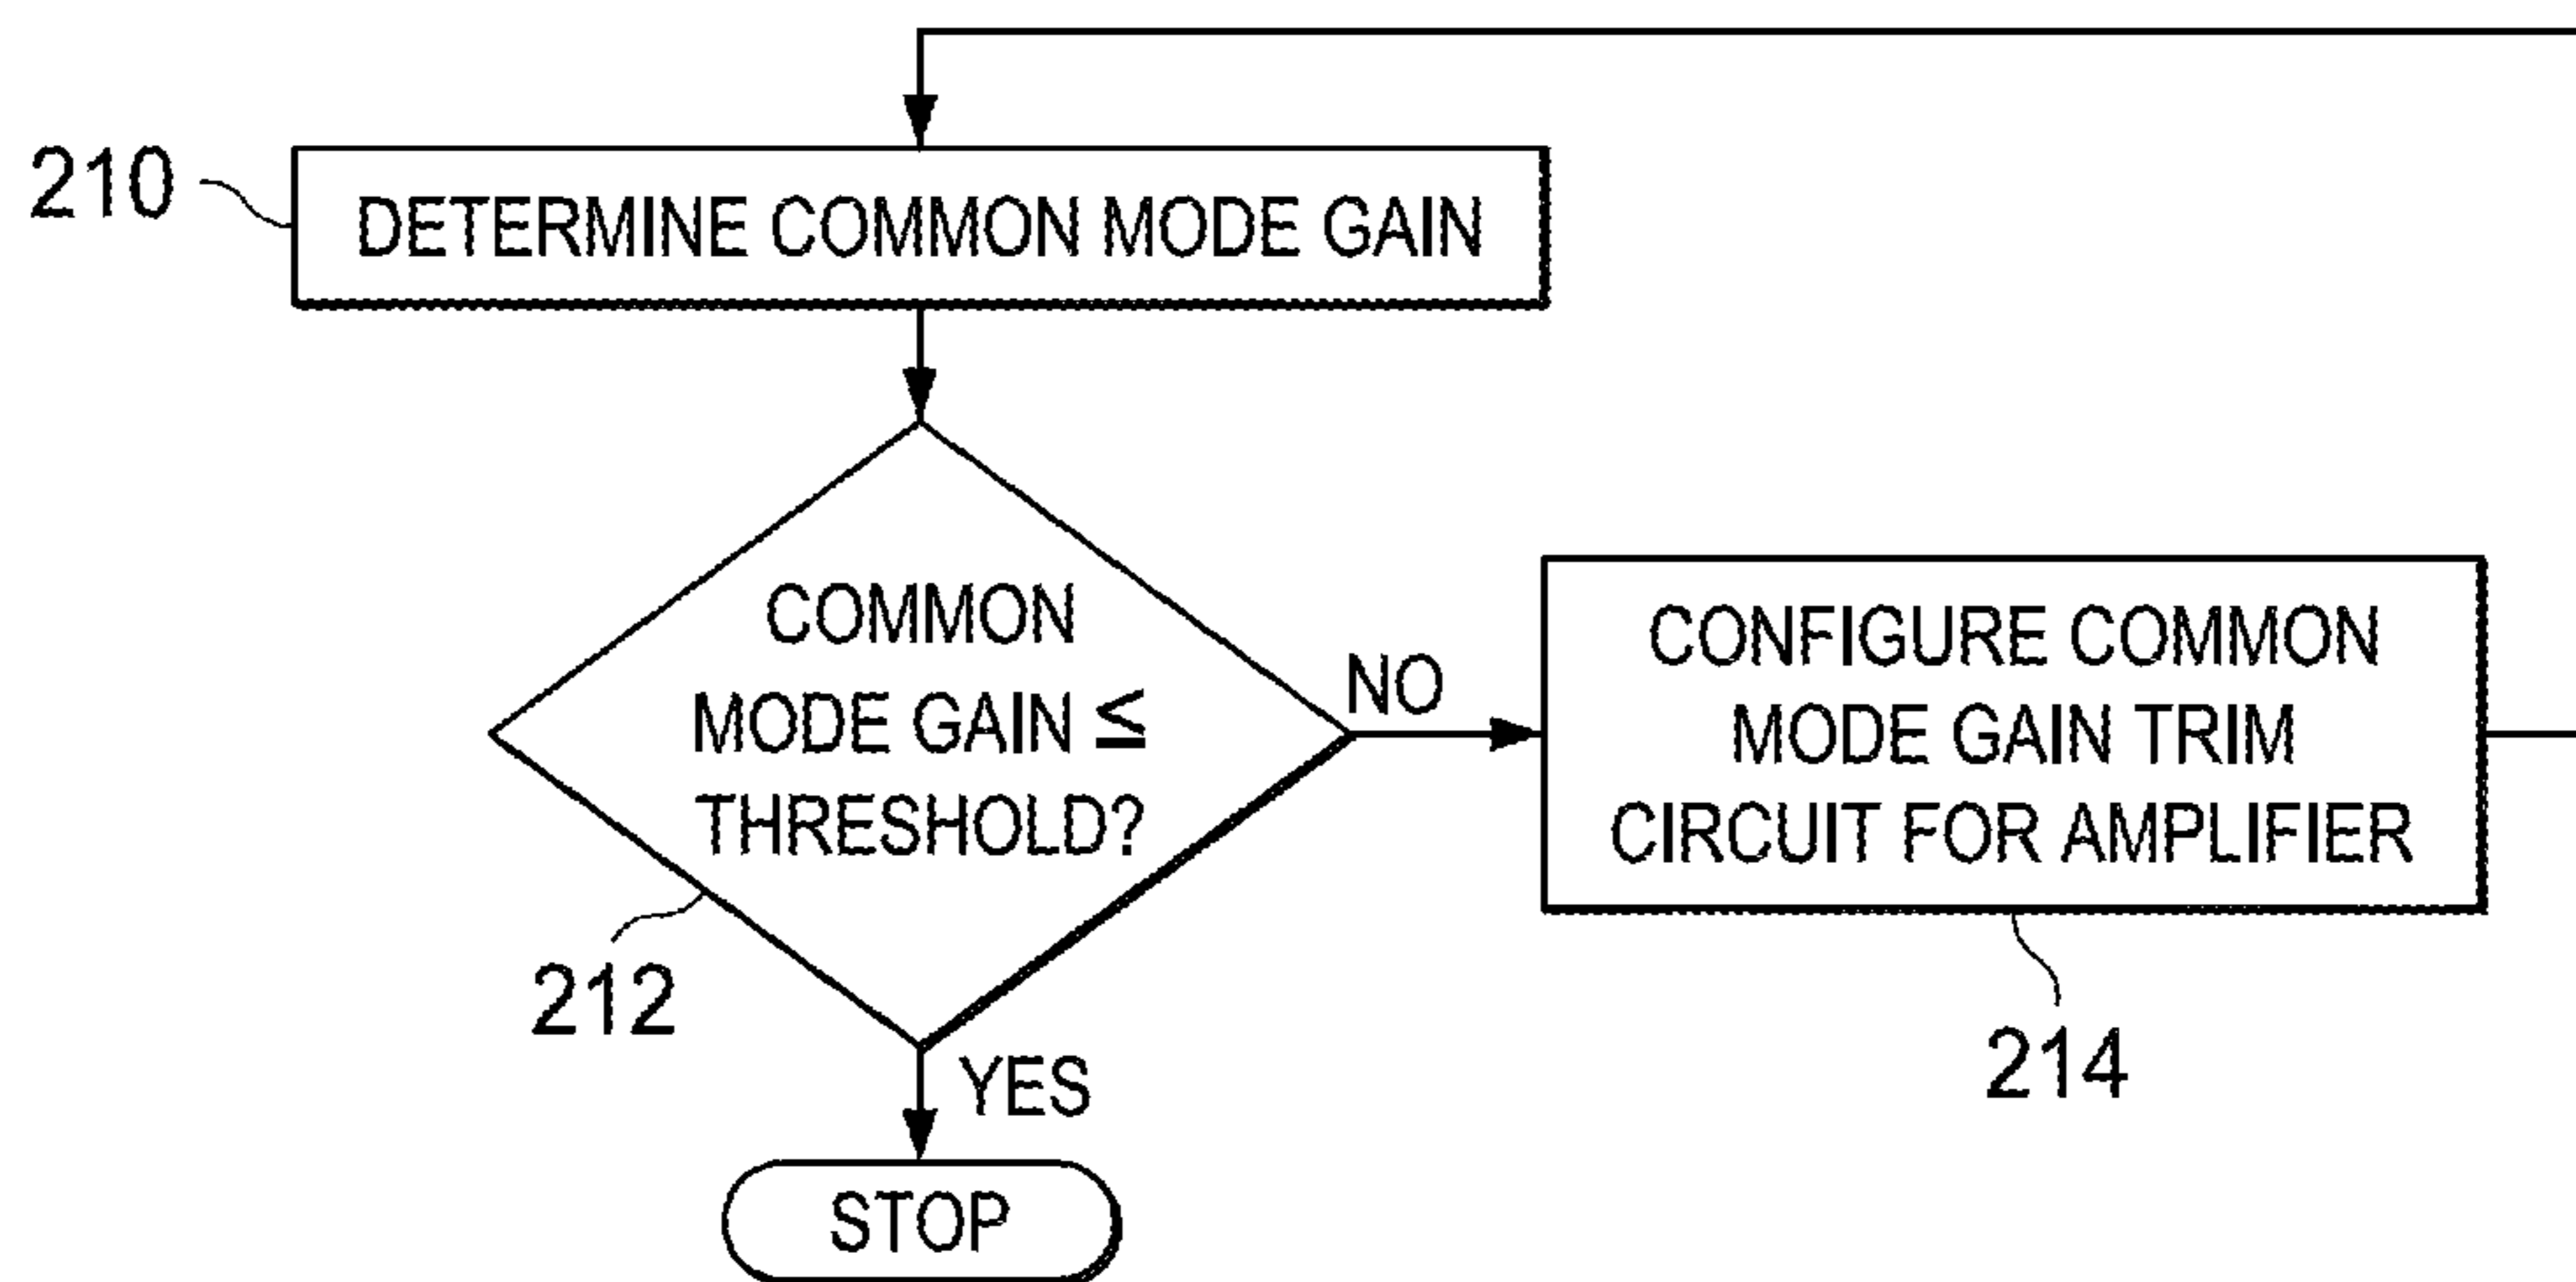 210
DETERMINE COMMON MODE GAIN
COMMON
MODE GAIN ≤
THRESHOLD?
NO
CONFIGURE COMMON
MODE GAIN TRIM
CIRCUIT FOR AMPLIFIER
212
214
YES
STOP